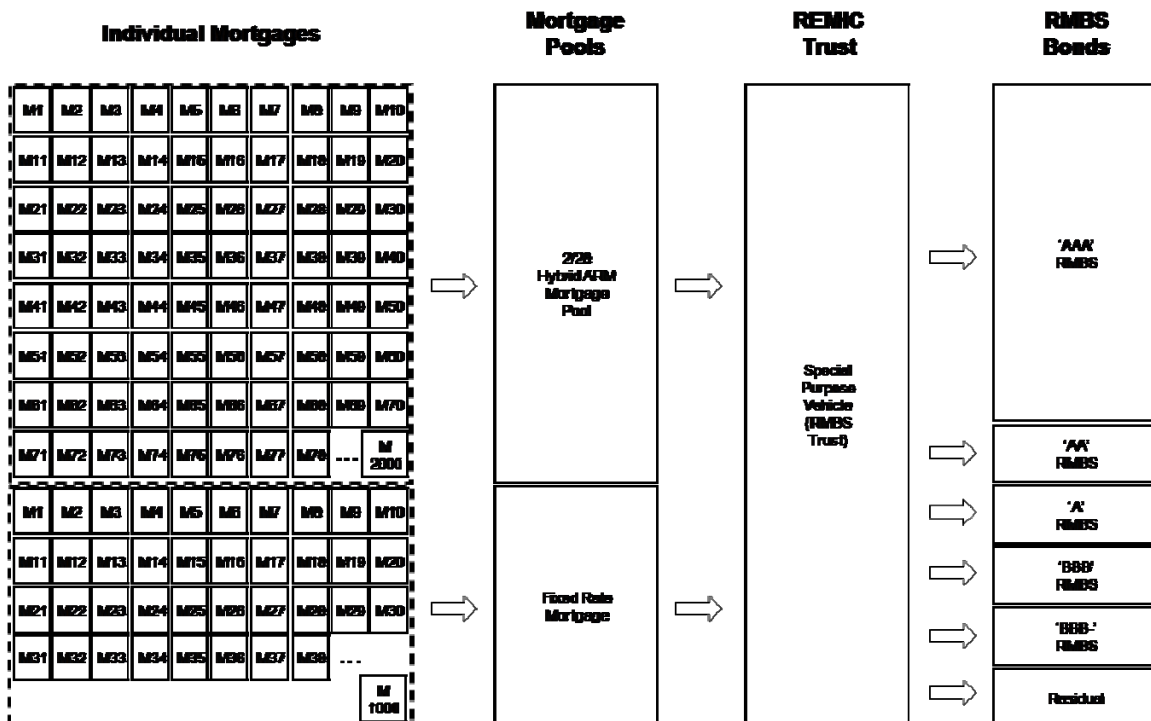 Individual Mortgages
Mortgage
Pools
REMIC
Trust
RMBS
Bonds
M1 M2 M3 M4 M5 M6 M7 M8 M9 M10
M11 M12 M13 M14 M15 M16 M17 M18 M19 M20
M21 M22 M23 M24 M25 M26 M27 M28 M29 M30
M31 M32 M33 M34 M35 M36 M37 M38 M39 M40
M41 M42 M43 M44 M45 M46 M47 M48 M49 M50
M51 M52 M53 M54 M55 M56 M57 M58 M59 M60
M61 M62 M63 M64 M65 M66 M67 M68 M69 M70
M71 M72 M73 M74 M75 M76 M77 M78 ...
M
2000
M1 M2 M3 M4 M5 M6 M7 M8 M9 M10
M11 M12 M13 M14 M15 M16 M17 M18 M19 M20
M21 M22 M23 M24 M25 M26 M27 M28 M29 M30
M31 M32 M33 M34 M35 M36 M37 M38 ...
M
1000
2/28
Hybrid ARM
Mortgage
Pool
Fixed Rate
Mortgage
Special
Purpose
Vehicle
(RMBS
Trust)
'AAA'
RMBS
'AA'
RMBS
'A'
RMBS
'BBB'
RMBS
'BBB-'
RMBS
Residual